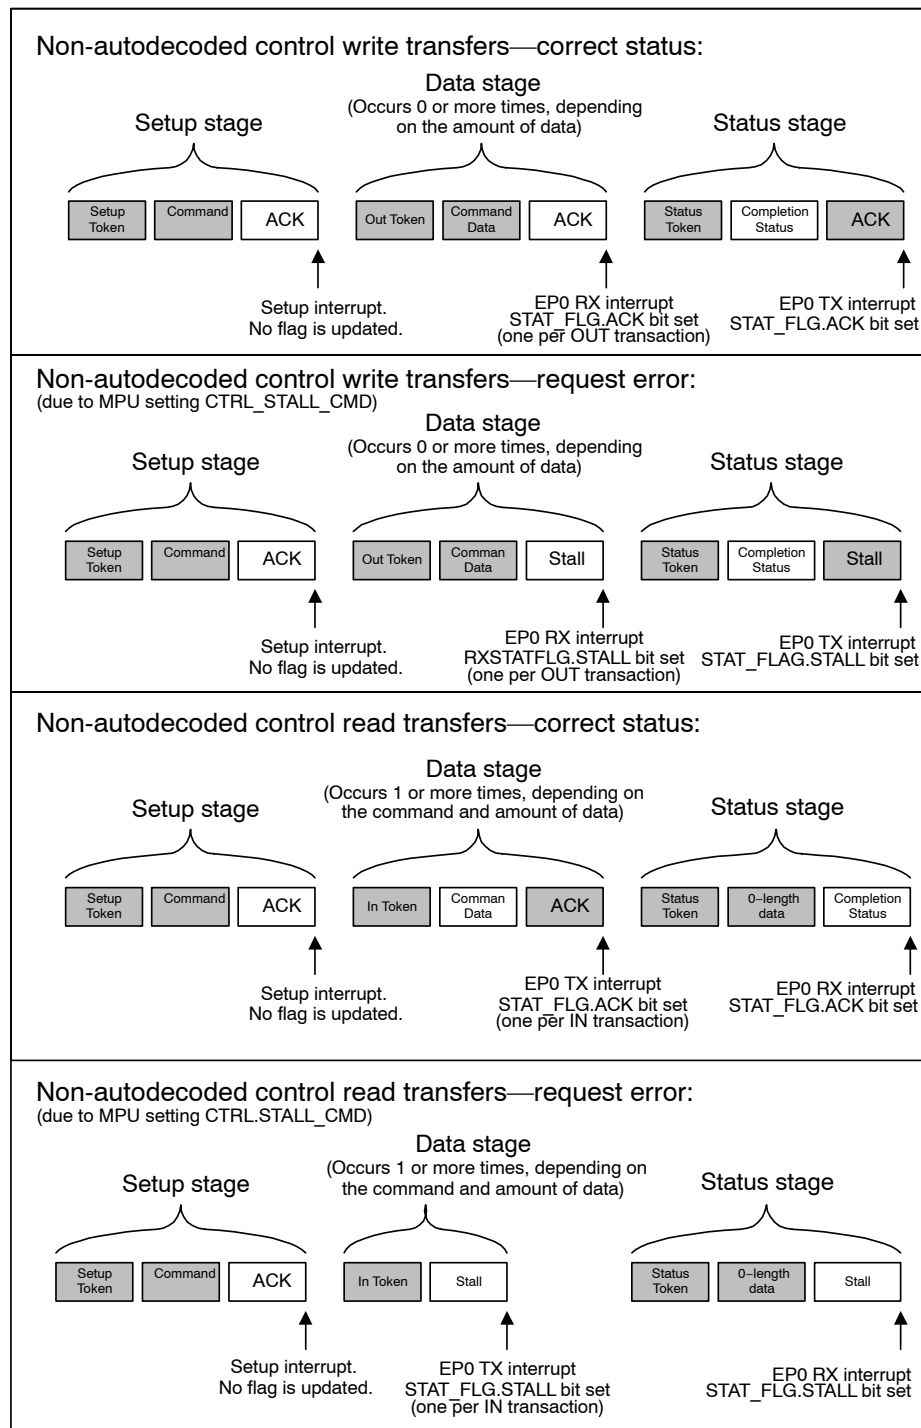 Non-autodecoded control write transfers—correct status:
Data stage
(Occurs 0 or more times, depending
on the amount of data)
Setup stage
Status stage
Setup
Token
Command
ACK
Out Token
Command
Data
ACK
Status
Token
Completion
Status
ACK
Setup interrupt.
No flag is updated.
EP0 RX interrupt
STAT_FLG.ACK bit set
(one per OUT transaction)
EP0 TX interrupt
STAT_FLG.ACK bit set
Non-autodecoded control write transfers—request error:
(due to MPU setting CTRL_STALL_CMD)
Data stage
(Occurs 0 or more times, depending
on the amount of data)
Setup stage
Status stage
Setup
Token
Command
ACK
Out Token
Comman
Data
Stall
Status
Token
Completion
Status
Stall
Setup interrupt.
No flag is updated.
EP0 RX interrupt
RXSTATFLG.STALL bit set
(one per OUT transaction)
EP0 TX interrupt
STAT_FLAG.STALL bit set
Non-autodecoded control read transfers—correct status:
Data stage
(Occurs 1 or more times, depending on
the command and amount of data)
Setup stage
Status stage
Setup
Token
Command
ACK
In Token
Comman
Data
ACK
Status
Token
0−length
data
Completion
Status
Setup interrupt.
No flag is updated.
EP0 TX interrupt
STAT_FLG.ACK bit set
(one per IN transaction)
EP0 RX interrupt
STAT_FLG.ACK bit set
Non-autodecoded control read transfers—request error:
(due to MPU setting CTRL.STALL_CMD)
Data stage
(Occurs 1 or more times, depending on
the command and amount of data)
Setup stage
Status stage
Setup
Token
Command
ACK
In Token
Stall
Status
Token
0−length
data
Stall
Setup interrupt.
No flag is updated.
EP0 TX interrupt
STAT_FLG.STALL bit set
(one per IN transaction)
EP0 RX interrupt
STAT_FLG.STALL bit set